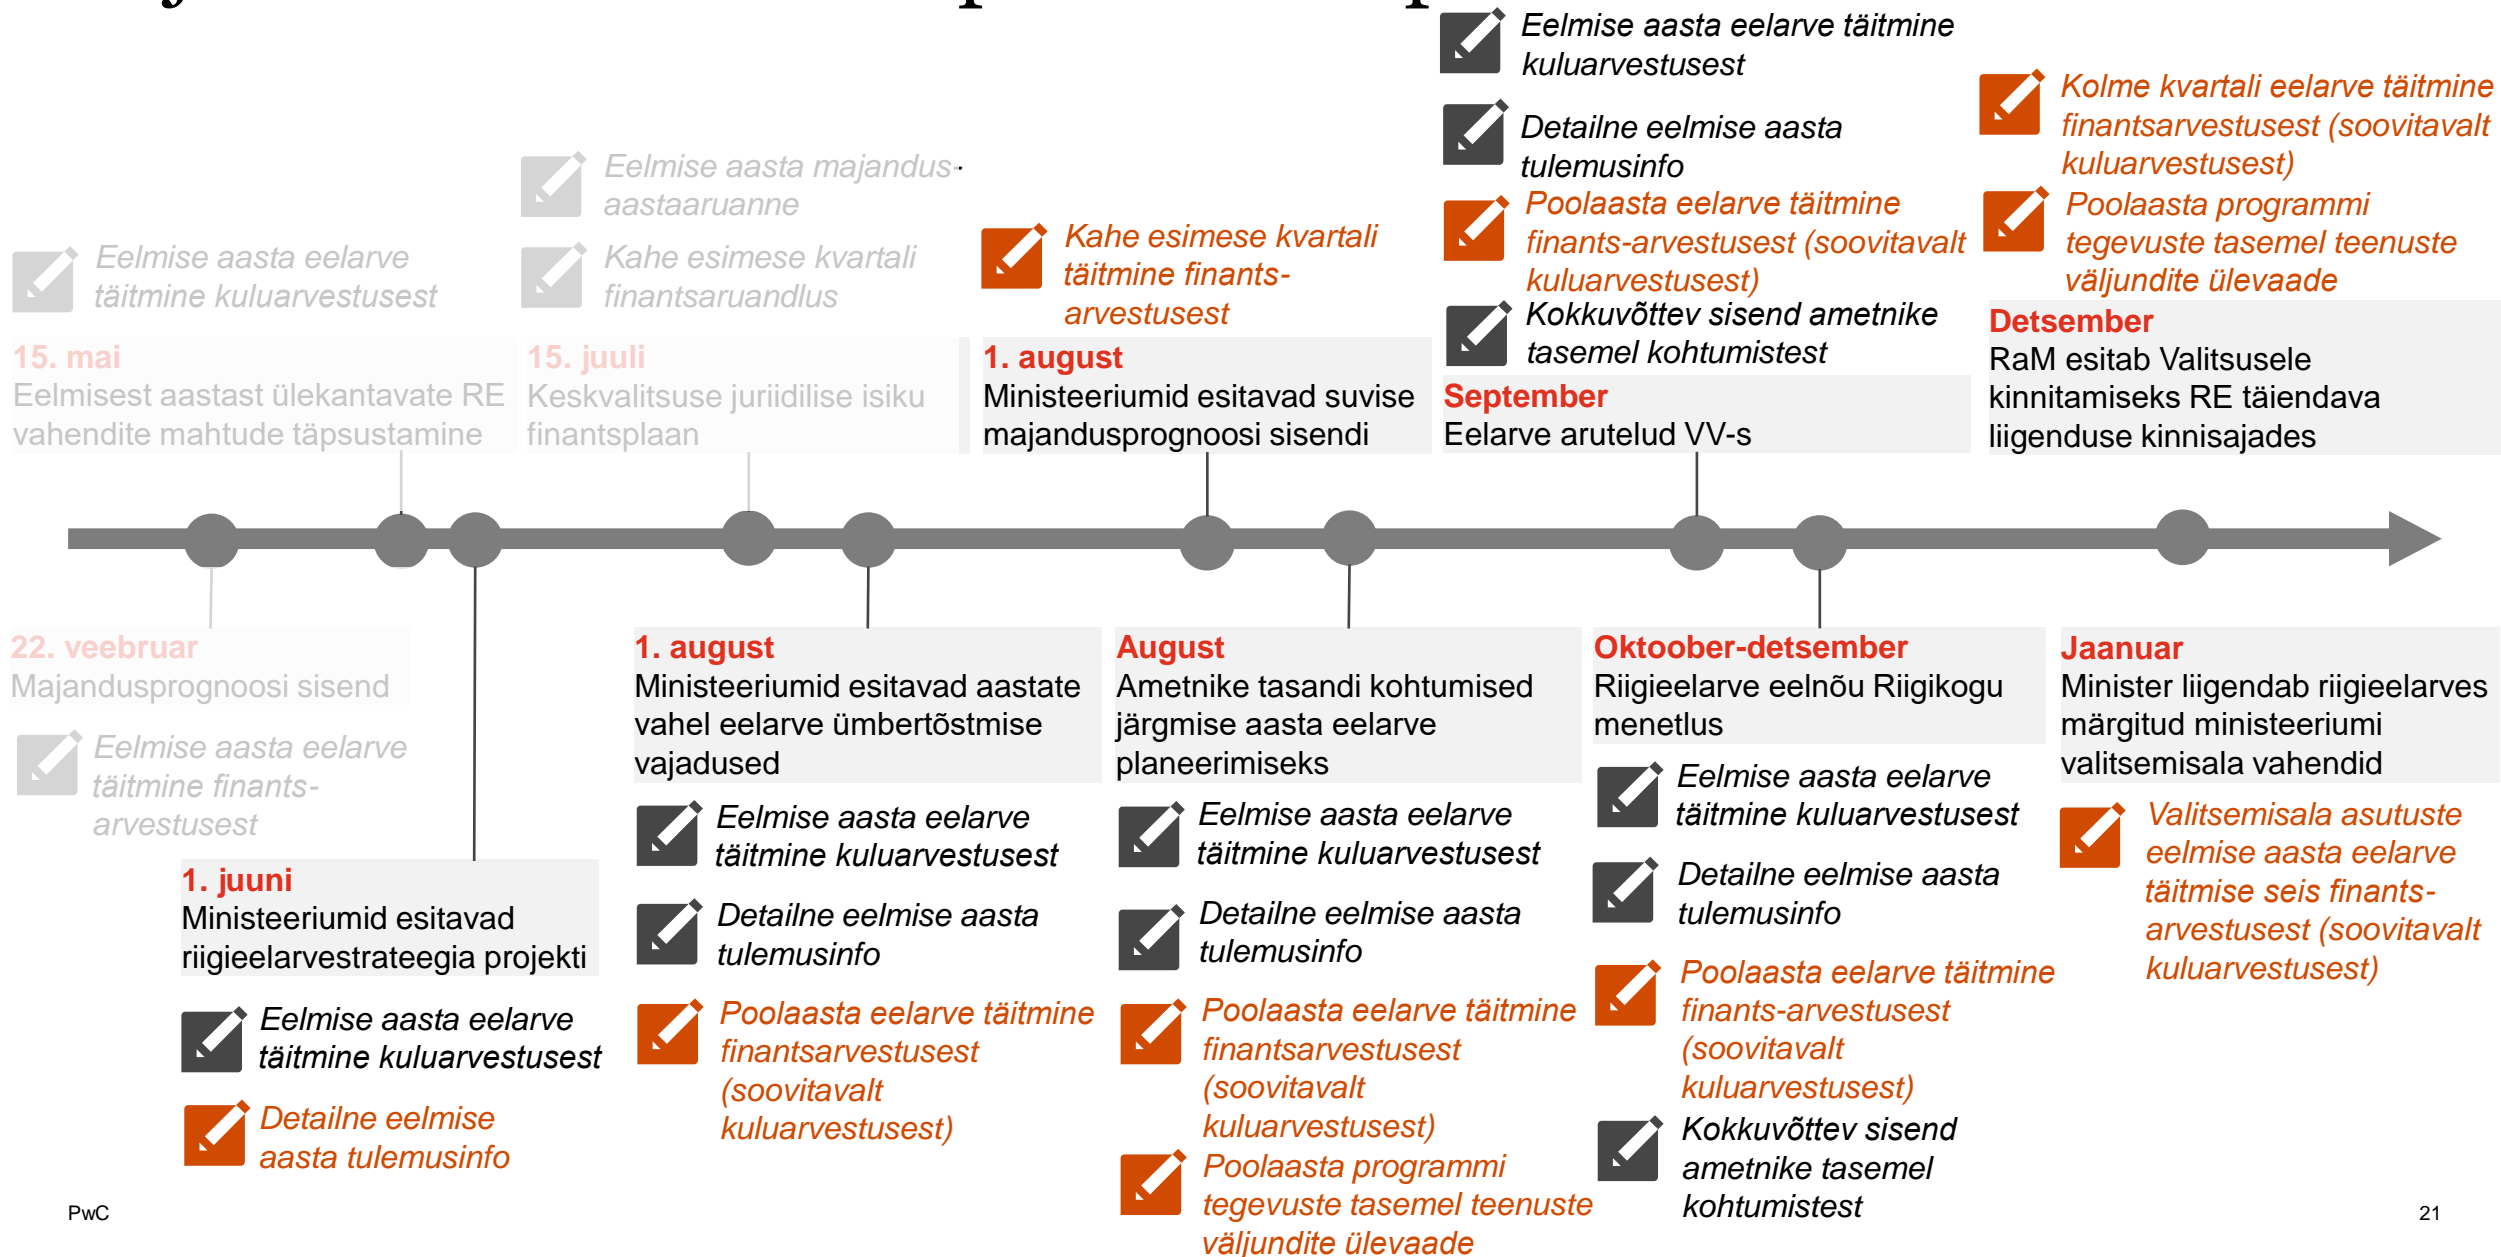 Eelmise aasta eelarve
täitmine kuluarvestusest
15. mai
Eelmisest aastast ülekantavate RE
vahendite mahtude täpsustamine
Eelmise aasta majandus-
aastaaruanne
Kahe esimese kvartali
finantsaruandlus
15. juuli
Keskvalitsuse juriidilise isiku
finantsplaan
Kahe esimese kvartali
täitmine finants-
arvestusest
1. august
Ministeeriumid esitavad suvise
majandusprognoosi sisendi
Eelmise aasta eelarve täitmine
kuluarvestusest
Detailne eelmise aasta
tulemusinfo
Poolaasta eelarve täitmine
finants-arvestusest (soovitavalt
kuluarvestusest)
Kokkuvõttev sisend ametnike
tasemel kohtumistest
September
Eelarve arutelud VV-s
Kolme kvartali eelarve täitmine
finantsarvestusest (soovitavalt
kuluarvestusest)
Poolaasta programmi
tegevuste tasemel teenuste
väljundite ülevaade
Detsember
RaM esitab Valitsusele
kinnitamiseks RE täiendava
liigenduse kinnisajades
22. veebruar
Majandusprognoosi sisend
Eelmise aasta eelarve
täitmine finants-
arvestusest
1. juuni
Ministeeriumid esitavad
riigieelarvestrateegia projekti
Eelmise aasta eelarve
täitmine kuluarvestusest
Detailne eelmise
aasta tulemusinfo
1. august
Ministeeriumid esitavad aastate
vahel eelarve ümbertõstmise
vajadused
Eelmise aasta eelarve
täitmine kuluarvestusest
Detailne eelmise aasta
tulemusinfo
Poolaasta eelarve täitmine
finantsarvestusest
(soovitavalt
kuluarvestusest)
August
Ametnike tasandi kohtumised
järgmise aasta eelarve
planeerimiseks
Eelmise aasta eelarve
täitmine kuluarvestusest
Detailne eelmise aasta
tulemusinfo
Poolaasta eelarve täitmine
finantsarvestusest
(soovitavalt
kuluarvestusest)
Poolaasta programmi
tegevuste tasemel teenuste
väljundite ülevaade
Oktoober-detsember
Riigieelarve eelnõu Riigikogu
menetlus
Eelmise aasta eelarve
täitmine kuluarvestusest
Detailne eelmise aasta
tulemusinfo
Poolaasta eelarve täitmine
finants-arvestusest
(soovitavalt
kuluarvestusest)
Kokkuvõttev sisend
ametnike tasemel
kohtumistest
Jaanuar
Minister liigendab riigieelarves
märgitud ministeeriumi
valitsemisala vahendid
Valitsemisala asutuste
eelmise aasta eelarve
täitmise seis finants-
arvestusest (soovitavalt
kuluarvestusest)
PwC
21